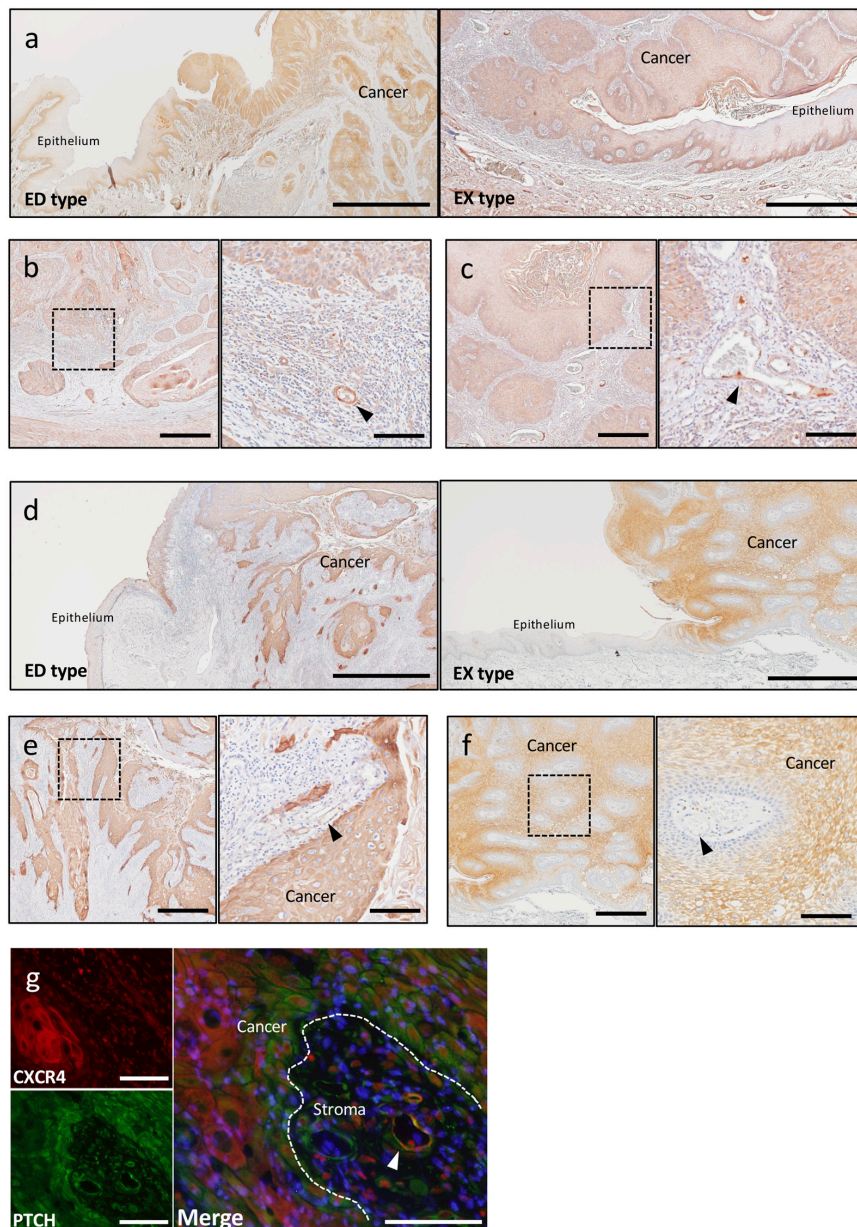 a
Epithelium
Cancer
ED type
Cancer
Epithelium
EX type
b
c
d
Epithelium
Cancer
ED type
Cancer
Epithelium
EX type
e
Cancer
f
Cancer
Cancer
g
CXCR4
PTCH
Cancer
Stroma
Merge